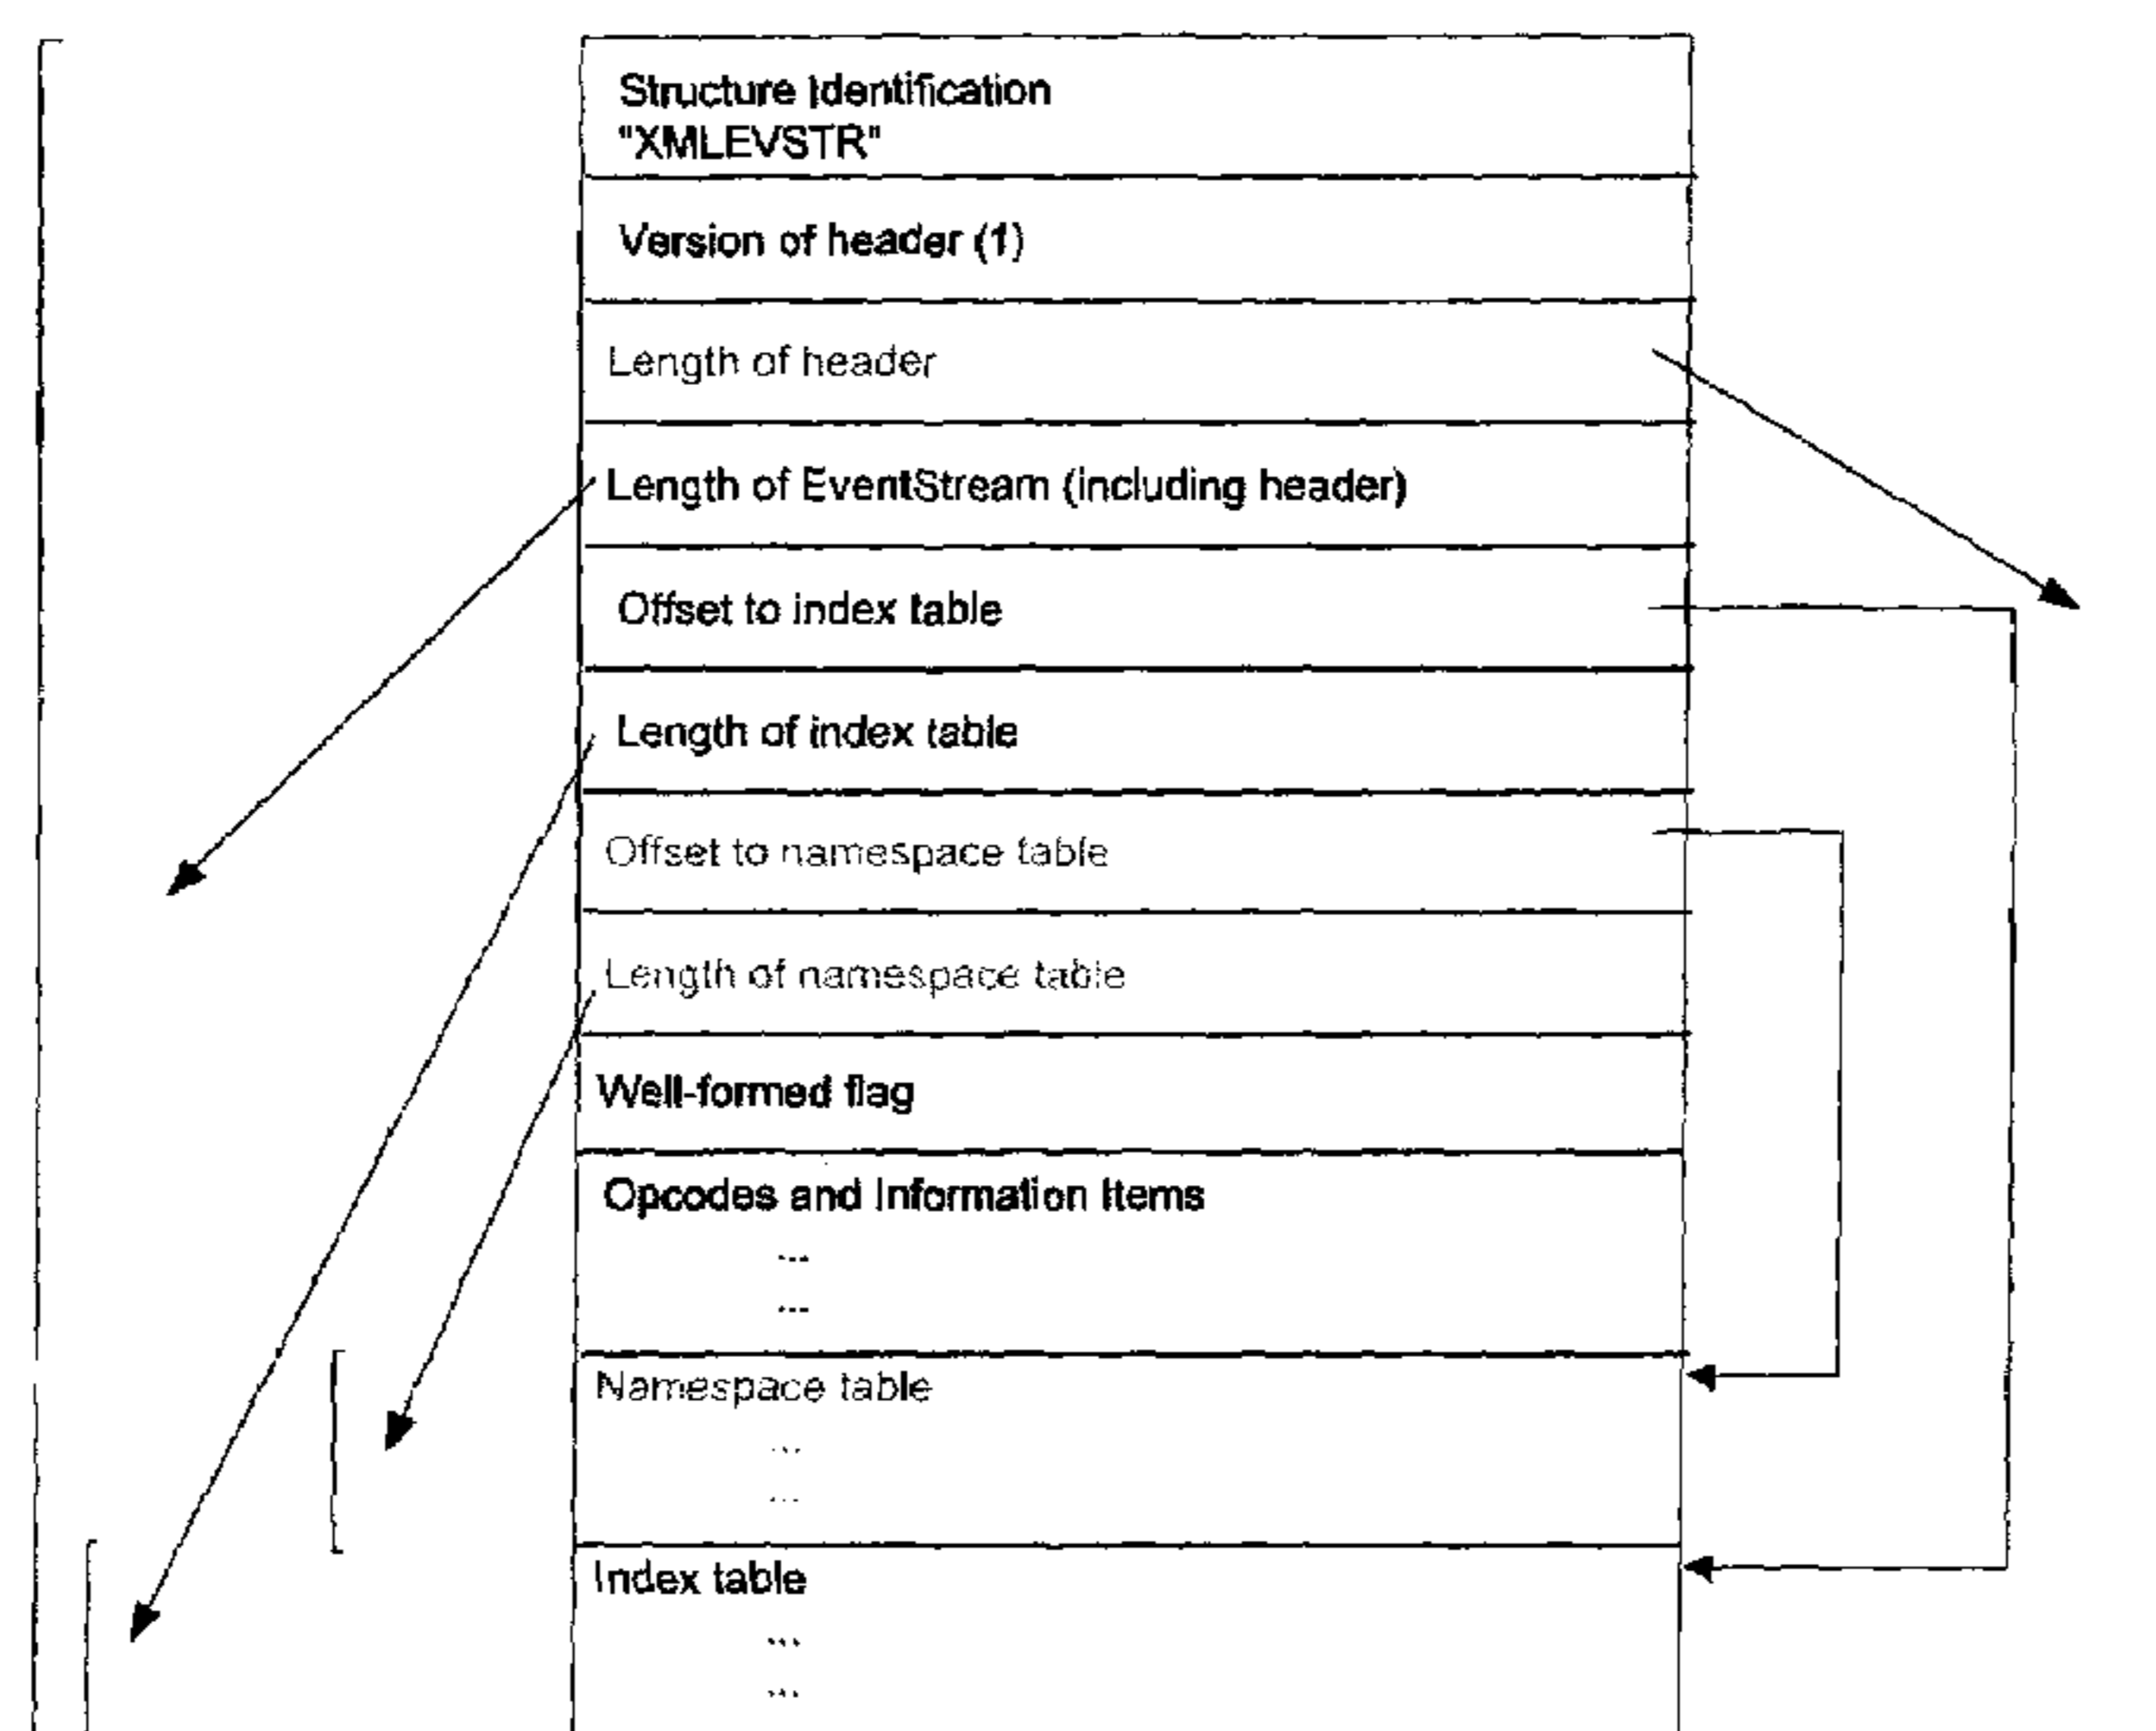 Structure Identification
"XMLEVSTR"
Version of header (1)
Length of header
Length of EventStream (including header)
Offset to index table
Length of index table
Offset to namespace table
Length of namespace table
Well-formed flag
Opcodes and Information Items
...
...
Namespace table
...
...
Index table
...
...